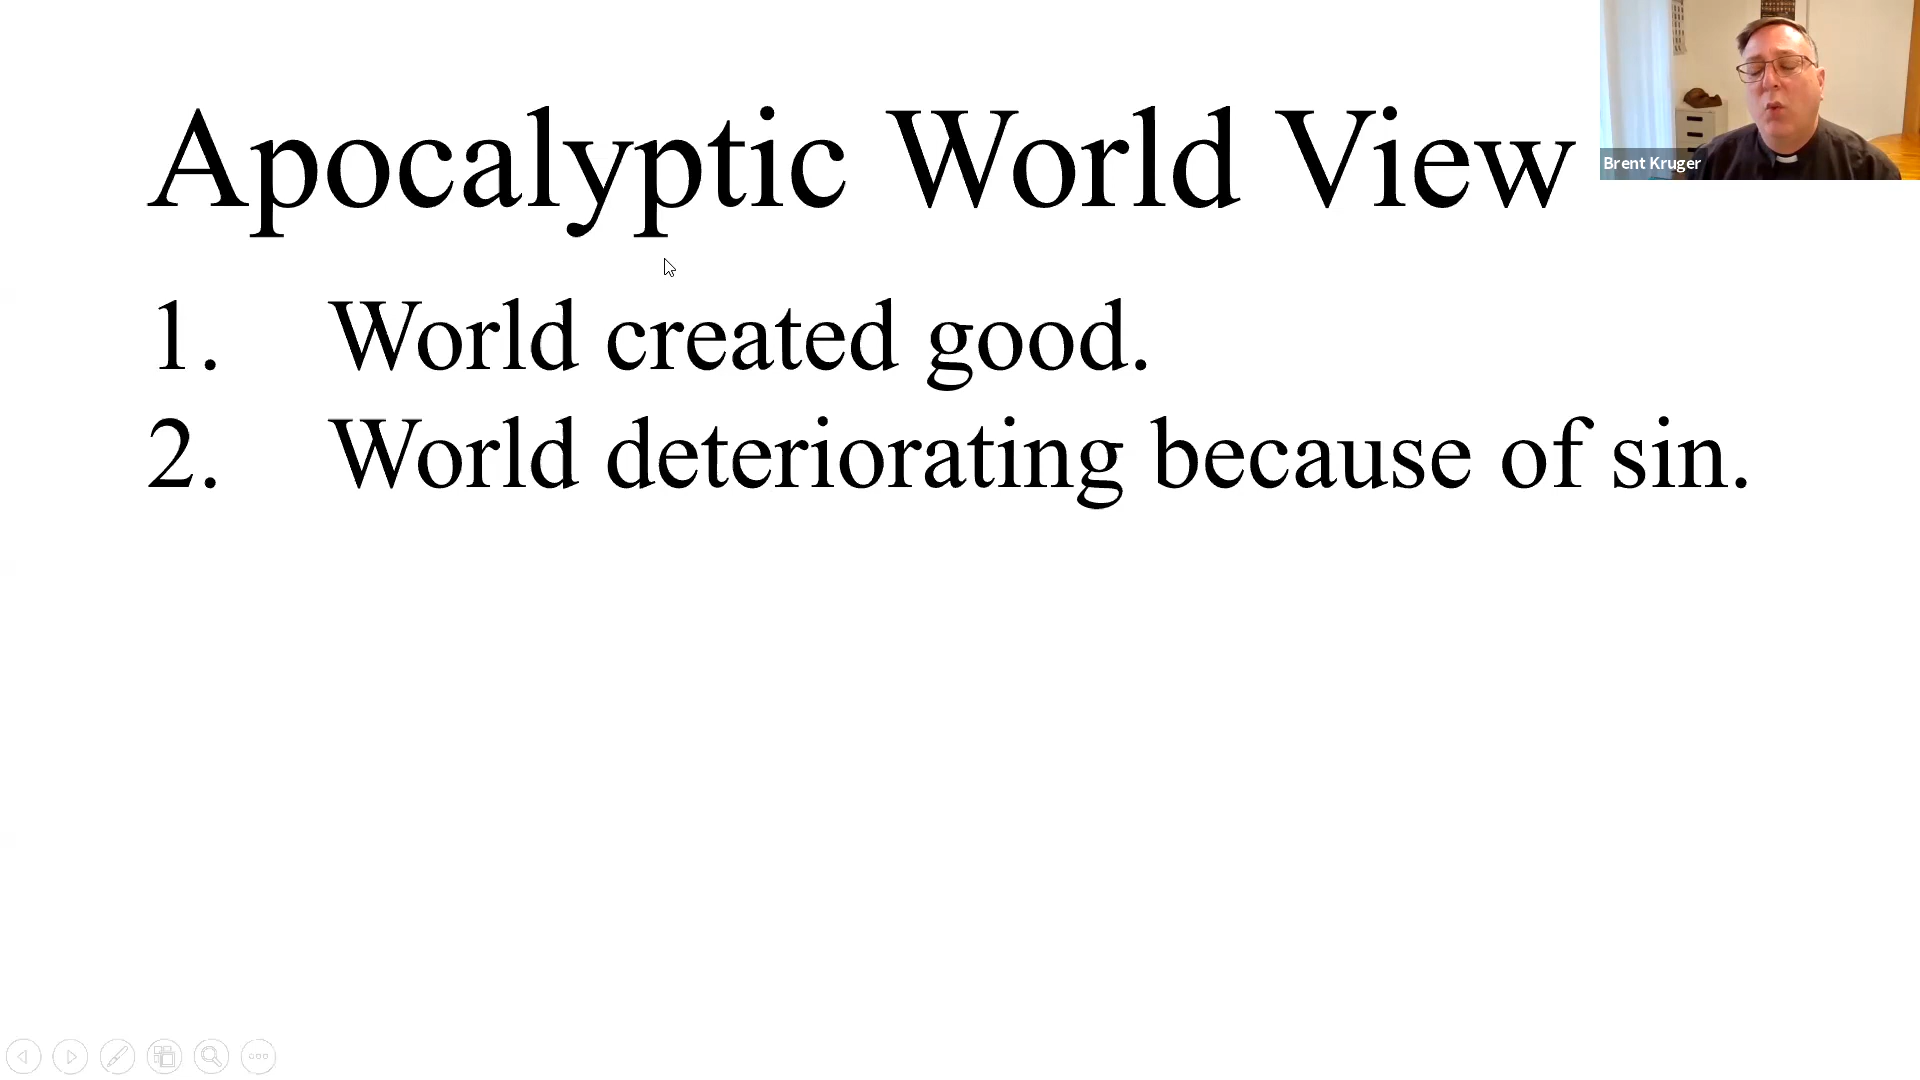 Apocalyptic World View
Brent Kruger
1. World created good.
2. World deteriorating because of sin.